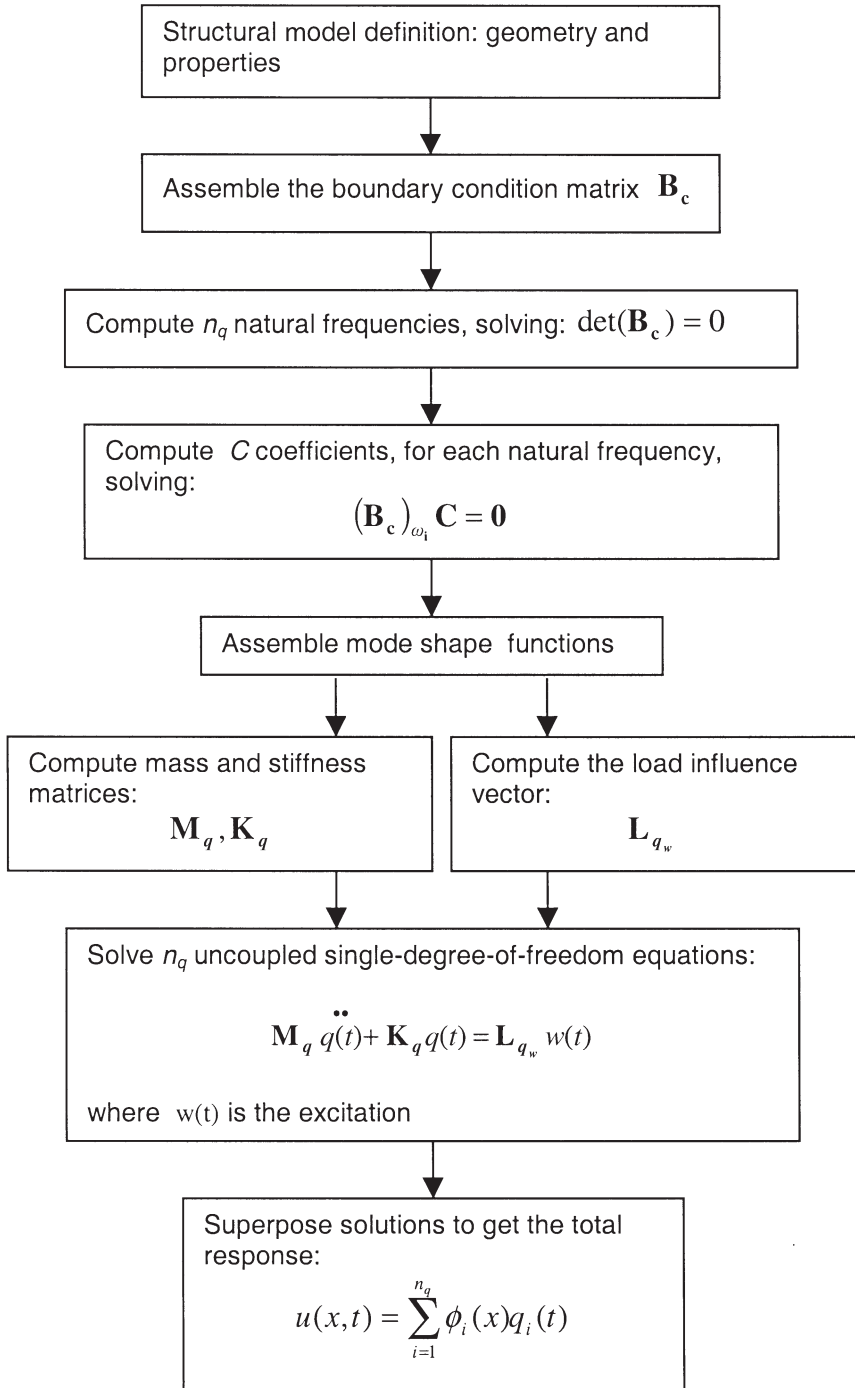 Structural model definition: geometry and
properties
Assemble the boundary condition matrix B_c
Compute n_q natural frequencies, solving: det(B_c) = 0
Compute C coefficients, for each natural frequency,
solving:
(B_c)_{ω_i} C = 0
Assemble mode shape functions
Compute mass and stiffness
matrices:
M_q , K_q
Compute the load influence
vector:
L_{q_w}
Solve n_q uncoupled single-degree-of-freedom equations:
M_q q̈(t) + K_q q(t) = L_{q_w} w(t)
where w(t) is the excitation
Superpose solutions to get the total
response:
u(x,t) = ∑_{i=1}^{n_q} ϕ_i(x)q_i(t)